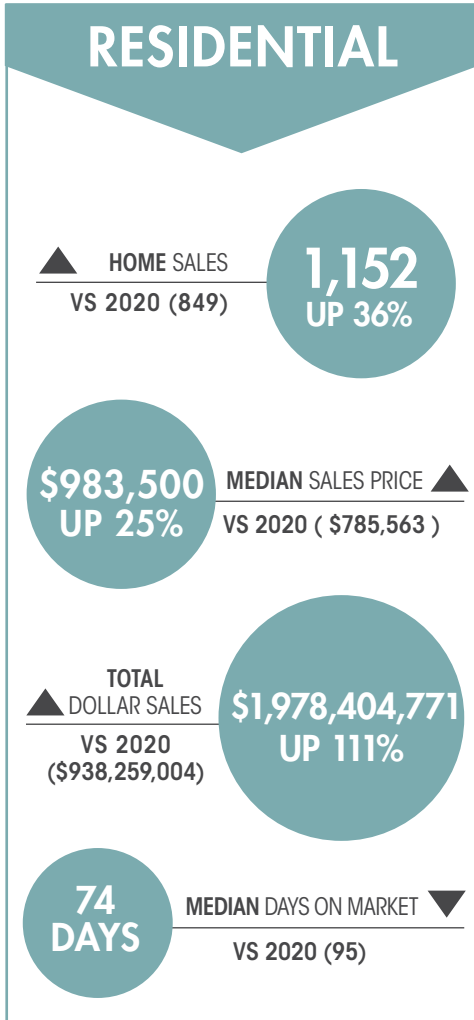 RESIDENTIAL
HOME SALES
VS 2020 (849)
1,152
UP 36%
$983,500
UP 25%
MEDIAN SALES PRICE
VS 2020 ( $785,563 )
TOTAL
DOLLAR SALES
VS 2020
($938,259,004)
$1,978,404,771
UP 111%
74
DAYS
MEDIAN DAYS ON MARKET
VS 2020 (95)